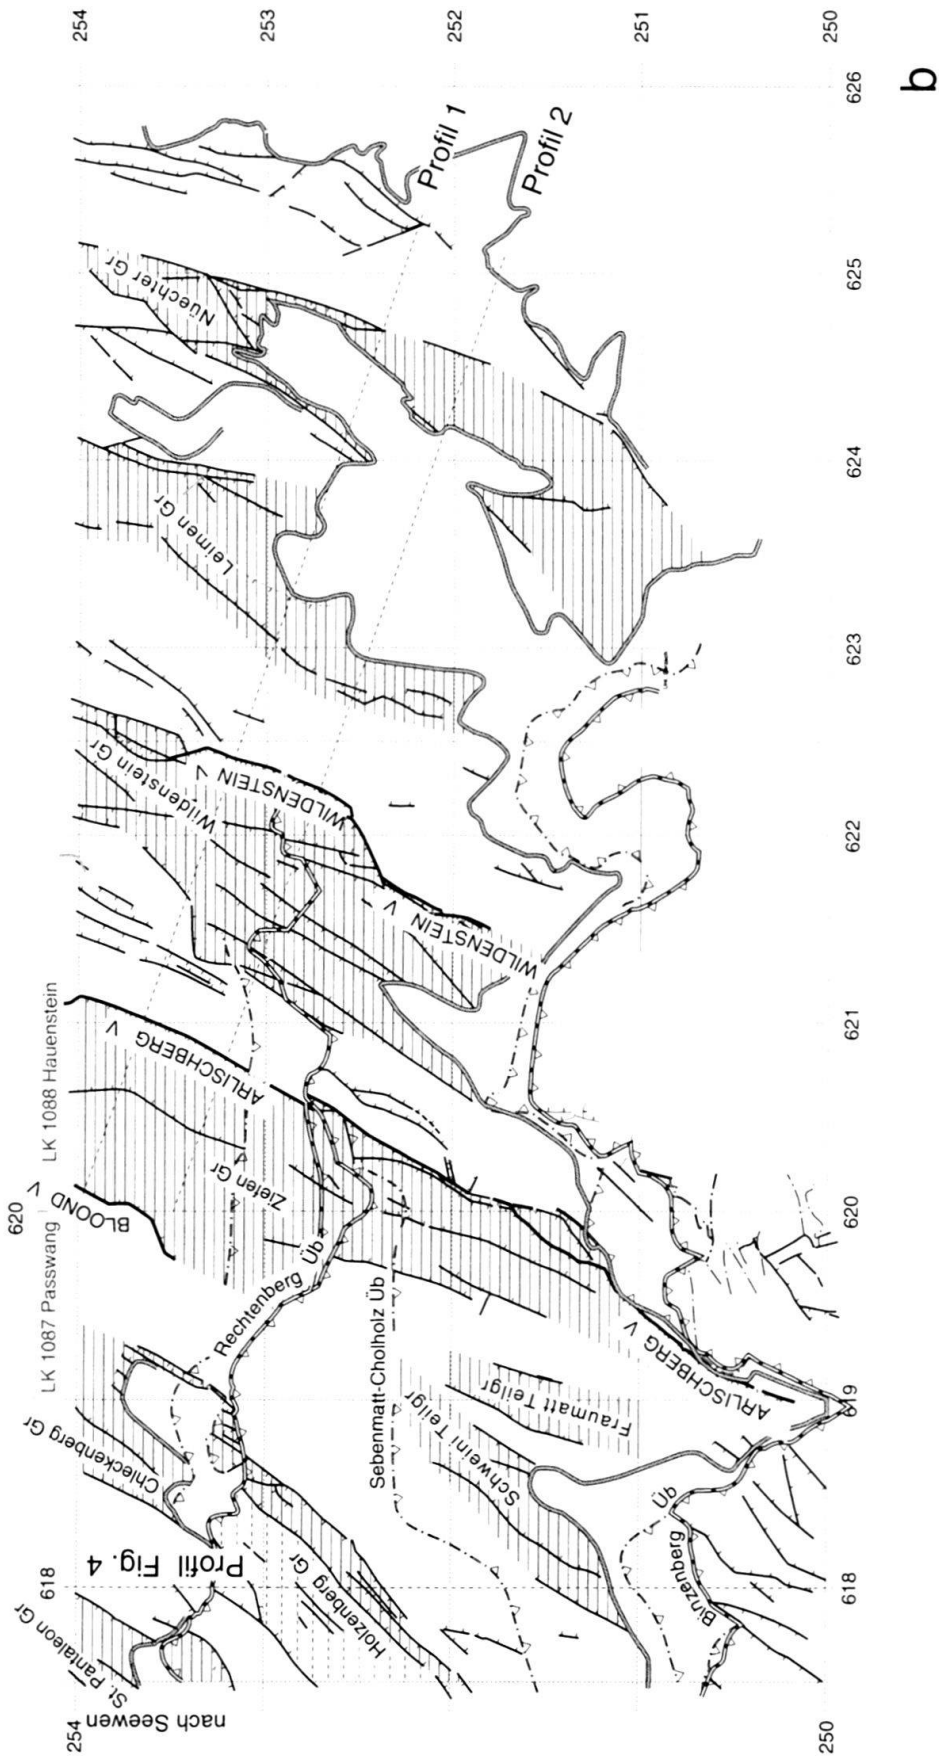 254
253
252
251
250
626
b
Profil 1
Profil 2
625
Nüechter Gr
624
Leimen Gr
623
Wildenstein Gr
WILDENSTEIN V
622
WILDENSTEIN V
621
LK 1088 Hauenstein
ARLISCHBERG V
Ziefen Gr
620
BLOOND V
620
LK 1087 Passwang
Rechtenberg Üb
Sebenmatt-Cholholz Üb
ARLISCHBERG V
Fraumatt Teilgr
Schweini Teilgr
619
Chleckenberg Gr
Profil Fig. 4
Holzenberg Gr
Binzenberg Üb
618
618
St. Pantaleon Gr
nach Seewen
254
250